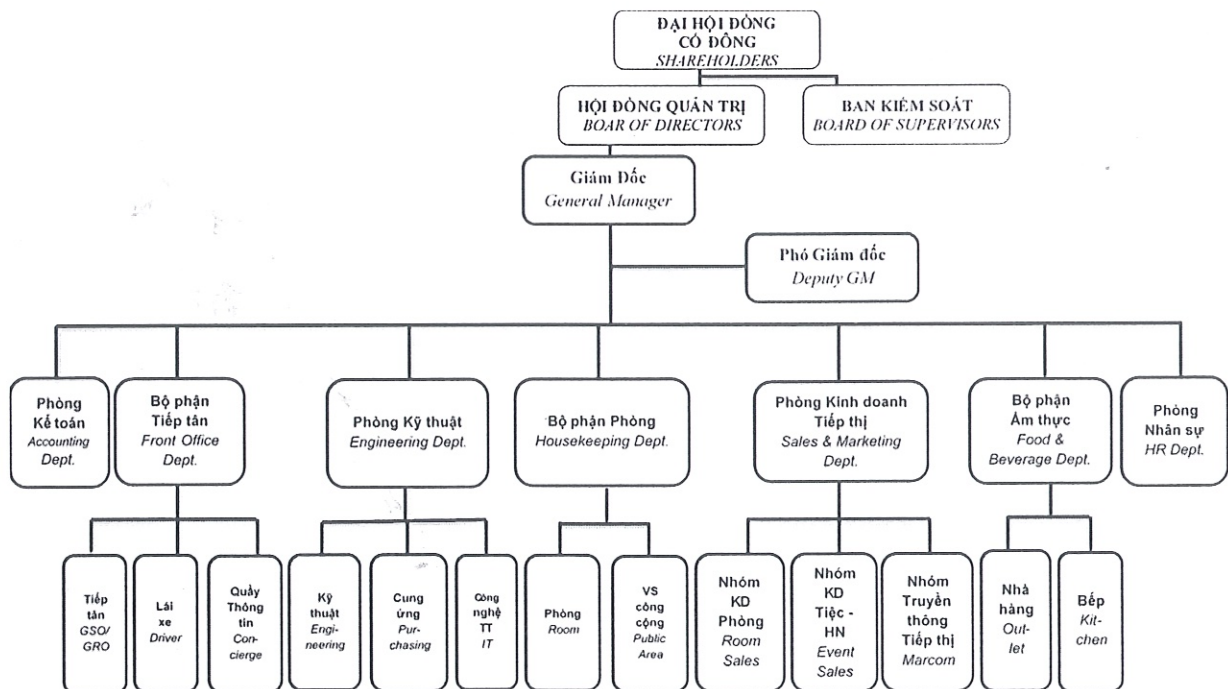 ĐẠI HỘI ĐỒNG
CỔ ĐÔNG
SHAREHOLDERS
HỘI ĐỒNG QUẢN TRỊ
BOAR OF DIRECTORS
BAN KIỂM SOÁT
BOARD OF SUPERVISORS
Giám Đốc
General Manager
Phó Giám đốc
Deputy GM
Phòng
Kế toán
Accounting
Dept.
Bộ phận
Tiếp tân
Front Office
Dept.
Phòng Kỹ thuật
Engineering Dept.
Bộ phận Phòng
Housekeeping Dept.
Phòng Kinh doanh
Tiếp thị
Sales & Marketing
Dept.
Bộ phận
Ẩm thực
Food &
Beverage Dept.
Phòng
Nhân sự
HR Dept.
Tiếp
tân
GSO/
GRO
Lái
xe
Driver
Quầy
Thông
tin
Con-
cierge
Kỹ
thuật
Engi-
neering
Cung
ứng
Pur-
chasing
Công
nghệ
TT
IT
Phòng
Room
VS
công
cộng
Public
Area
Nhóm
KD
Phòng
Room
Sales
Nhóm
KD
Tiệc -
HN
Event
Sales
Nhóm
Truyền
thông
Tiếp thị
Marcom
Nhà
hàng
Out-
let
Bếp
Kit-
chen